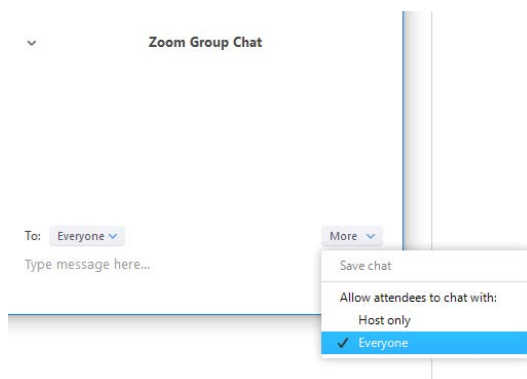 Zoom Group Chat
To: Everyone More
Type message here...
Save chat
Allow attendees to chat with:
Host only
Everyone